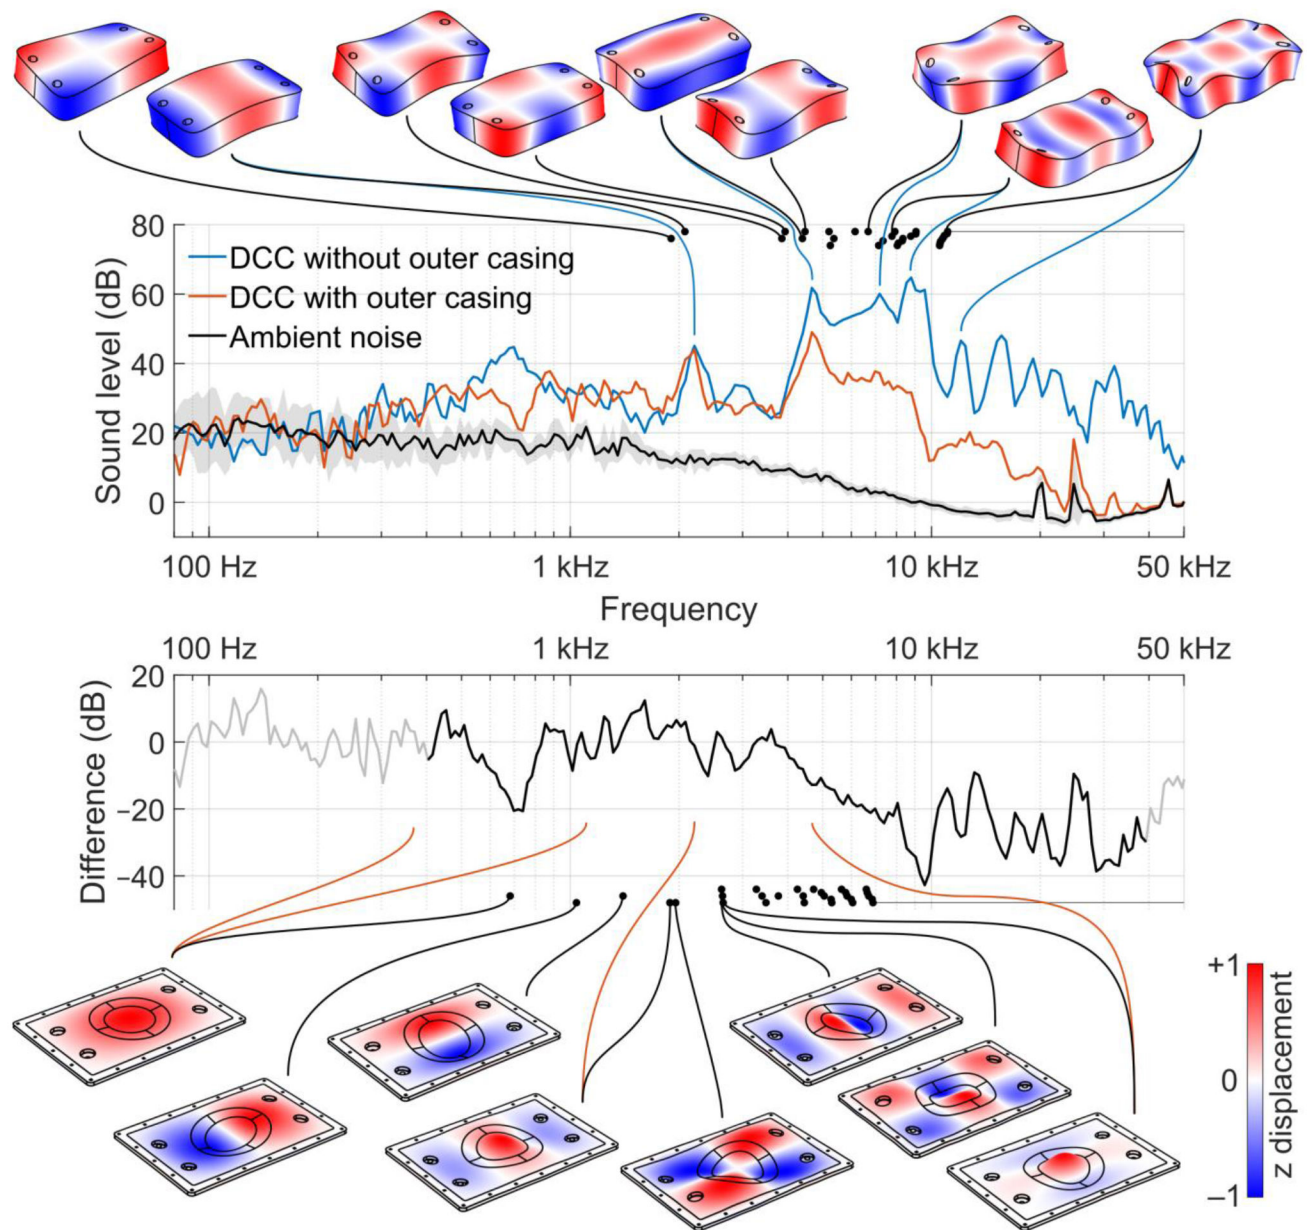 80
60
40
20
0
Sound level (dB)
DCC without outer casing
DCC with outer casing
Ambient noise
100 Hz
1 kHz
10 kHz
50 kHz
Frequency
100 Hz
1 kHz
10 kHz
50 kHz
20
0
−20
−40
Difference (dB)
+1
0
−1
z displacement